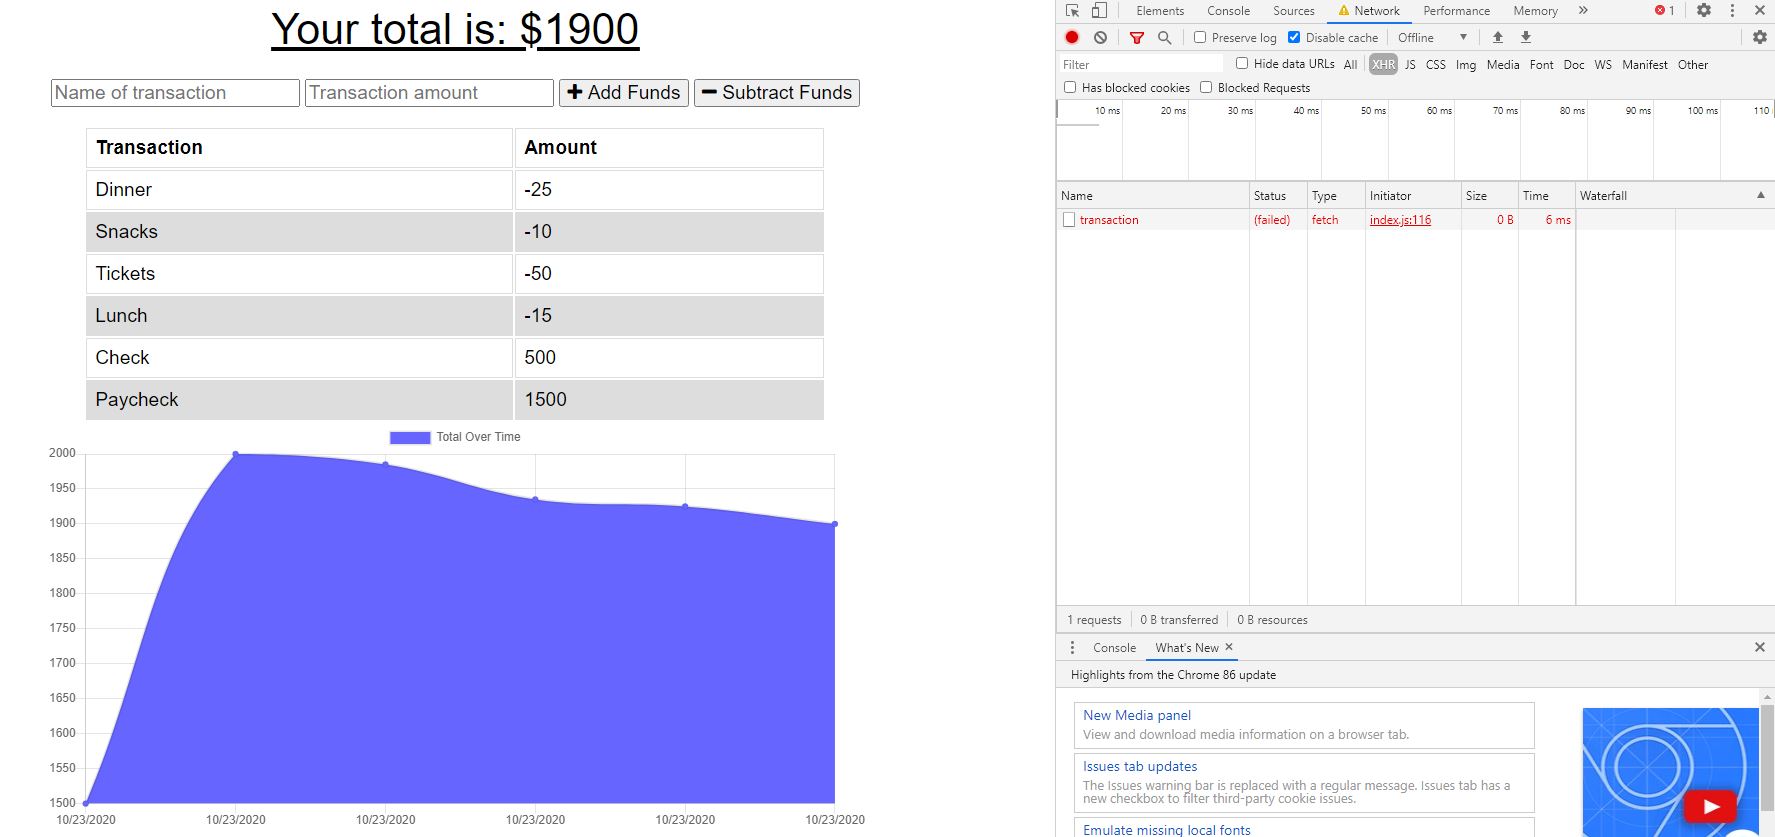 Your total is: $1900
Name of transaction Transaction amount Add Funds Subtract Funds
Transaction Amount
Dinner -25
Snacks -10
Tickets -50
Lunch -15
Check 500
Paycheck 1500
Total Over Time
2000
1950
1900
1850
1800
1750
1700
1650
1600
1550
1500
10/23/2020 10/23/2020 10/23/2020 10/23/2020 10/23/2020 10/23/2020
Elements Console Sources Network Performance Memory » 1
Preserve log Disable cache Offline
Filter Hide data URLs All XHR JS CSS Img Media Font Doc WS Manifest Other
Has blocked cookies Blocked Requests
10 ms 20 ms 30 ms 40 ms 50 ms 60 ms 70 ms 80 ms 90 ms 100 ms 110
Name Status Type Initiator Size Time Waterfall
transaction (failed) fetch index.js:116 0 B 6 ms
1 requests 0 B transferred 0 B resources
Console What's New
Highlights from the Chrome 86 update
New Media panel
View and download media information on a browser tab.
Issues tab updates
The Issues warning bar is replaced with a regular message. Issues tab has a
new checkbox to filter third-party cookie issues.
Emulate missing local fonts